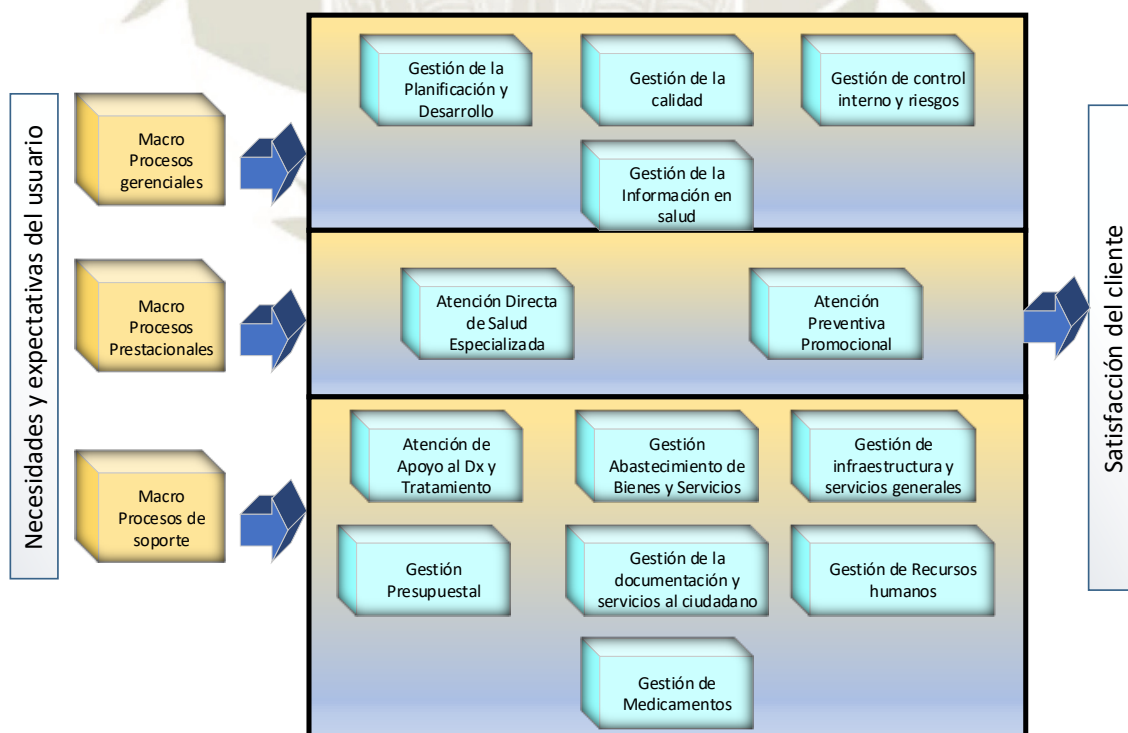 Necesidades y expectativas del usuario
Macro
Procesos
gerenciales
Gestión de la
Planificación y
Desarrollo
Gestión de la
calidad
Gestión de control
interno y riesgos
Gestión de la
Información en
salud
Macro
Procesos
Prestacionales
Atención Directa
de Salud
Especializada
Atención
Preventiva
Promocional
Macro
Procesos de
soporte
Atención de
Apoyo al Dx y
Tratamiento
Gestión
Abastecimiento de
Bienes y Servicios
Gestión de
infraestructura y
servicios generales
Gestión
Presupuestal
Gestión de la
documentación y
servicios al ciudadano
Gestión de Recursos
humanos
Gestión de
Medicamentos
Satisfacción del cliente